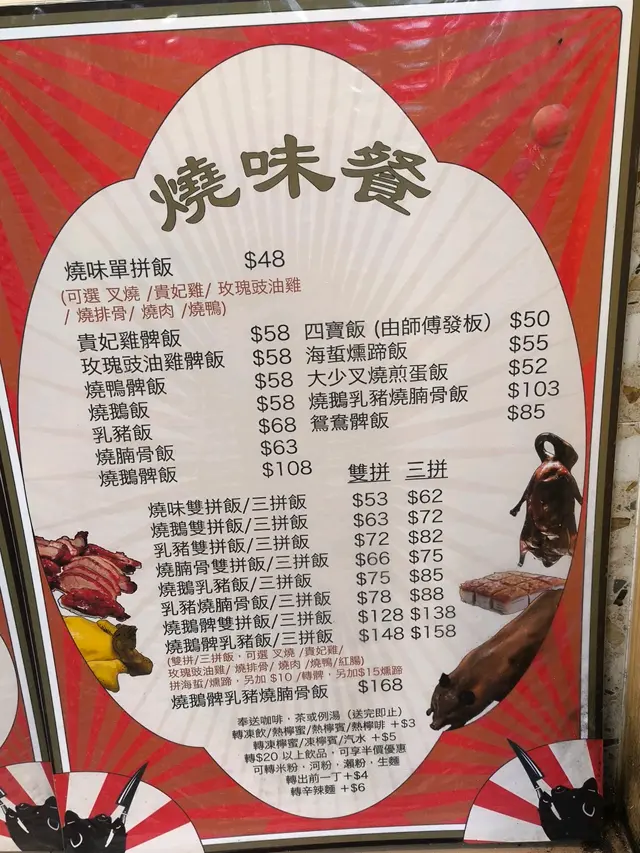 燒味餐
燒味單拼飯 $48
(可選 叉燒 /貴妃雞/ 玫瑰豉油雞
/ 燒排骨/ 燒肉 /燒鴨)
貴妃雞髀飯 $58
玫瑰豉油雞髀飯 $58
燒鴨髀飯 $58
燒鵝飯 $58
乳豬飯 $68
燒腩骨飯 $63
燒鵝髀飯 $108
四寶飯 (由師傅發板) $50
海蜇燻蹄飯 $55
大少叉燒煎蛋飯 $52
燒鵝乳豬燒腩骨飯 $103
鴛鴦髀飯 $85
雙拼 三拼
燒味雙拼飯/三拼飯 $53 $62
燒鵝雙拼飯/三拼飯 $63 $72
乳豬雙拼飯/三拼飯 $72 $82
燒腩骨雙拼飯/三拼飯 $66 $75
燒鵝乳豬飯/三拼飯 $75 $85
乳豬燒腩骨飯/三拼飯 $78 $88
燒鵝髀雙拼飯/三拼飯 $128 $138
燒鵝髀乳豬飯/三拼飯 $148 $158
(雙拼/三拼飯，可選 叉燒 /貴妃雞/
玫瑰豉油雞/ 燒排骨/ 燒肉 /燒鴨/紅腸)
拼海蜇/燻蹄，另加 $10 /轉髀，另加$15燻蹄
燒鵝髀乳豬燒腩骨飯 $168
奉送咖啡，茶或例湯（送完即止）
轉凍飲/熱檸蜜/熱檸賓/熱檸啡 +$3
轉凍檸蜜/凍檸賓/汽水 +$5
轉$20 以上飲品，可享半價優惠
可轉米粉，河粉，瀨粉，生麵
轉出前一丁 +$4
轉辛辣麵 +$6